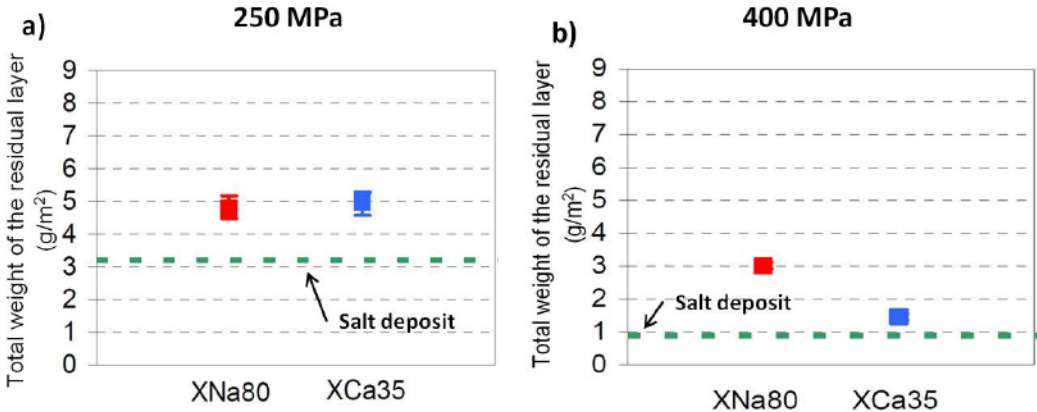 a)
250 MPa
Total weight of the residual layer
(g/m²)
9
8
7
6
5
4
3
2
1
0
Salt deposit
XNa80 XCa35
b)
400 MPa
Total weight of the residual layer
(g/m²)
9
8
7
6
5
4
3
2
1
0
Salt deposit
XNa80 XCa35